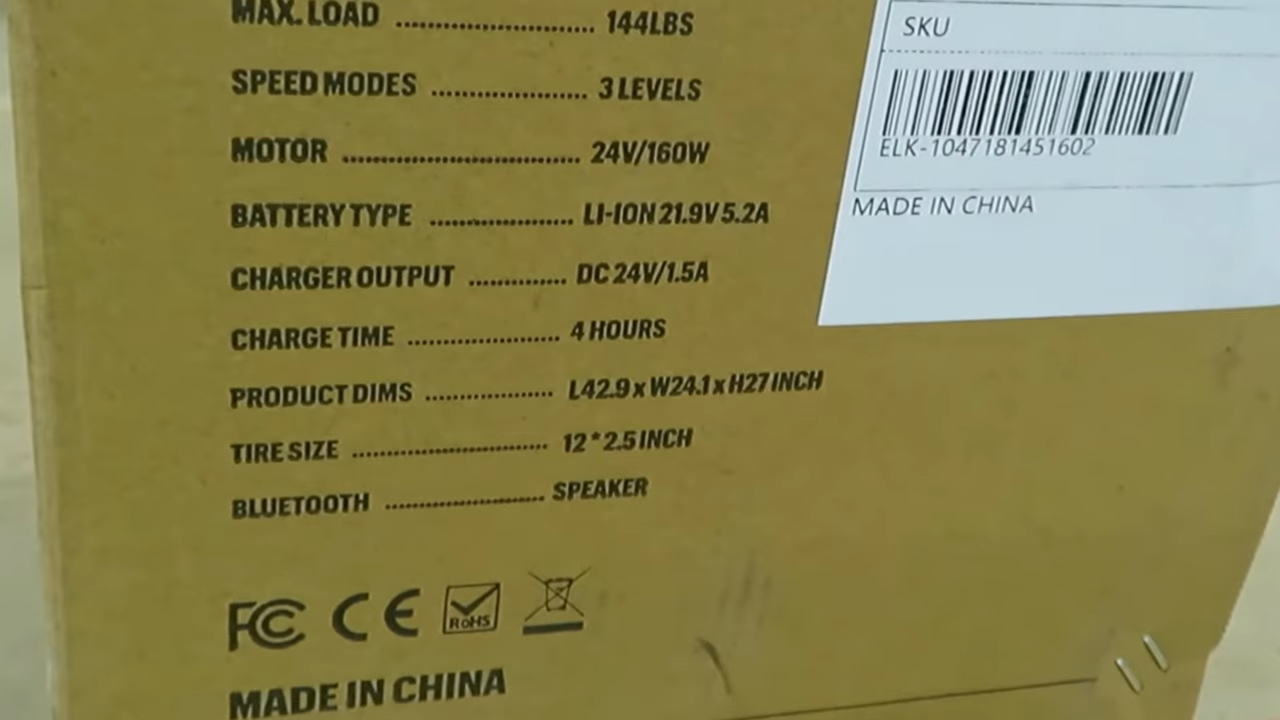 MAX. LOAD .......................... 144LBS
SPEED MODES ..................... 3 LEVELS
MOTOR ................................ 24V/160W
BATTERY TYPE ................... LI-ION 21.9V 5.2A
CHARGER OUTPUT ............. DC 24V/1.5A
CHARGE TIME ..................... 4 HOURS
PRODUCT DIMS ................. L42.9 x W24.1 x H27 INCH
TIRE SIZE ............................ 12 * 2.5 INCH
BLUETOOTH ....................... SPEAKER
FC CE RoHS
MADE IN CHINA
SKU
ELK-1047181451602
MADE IN CHINA